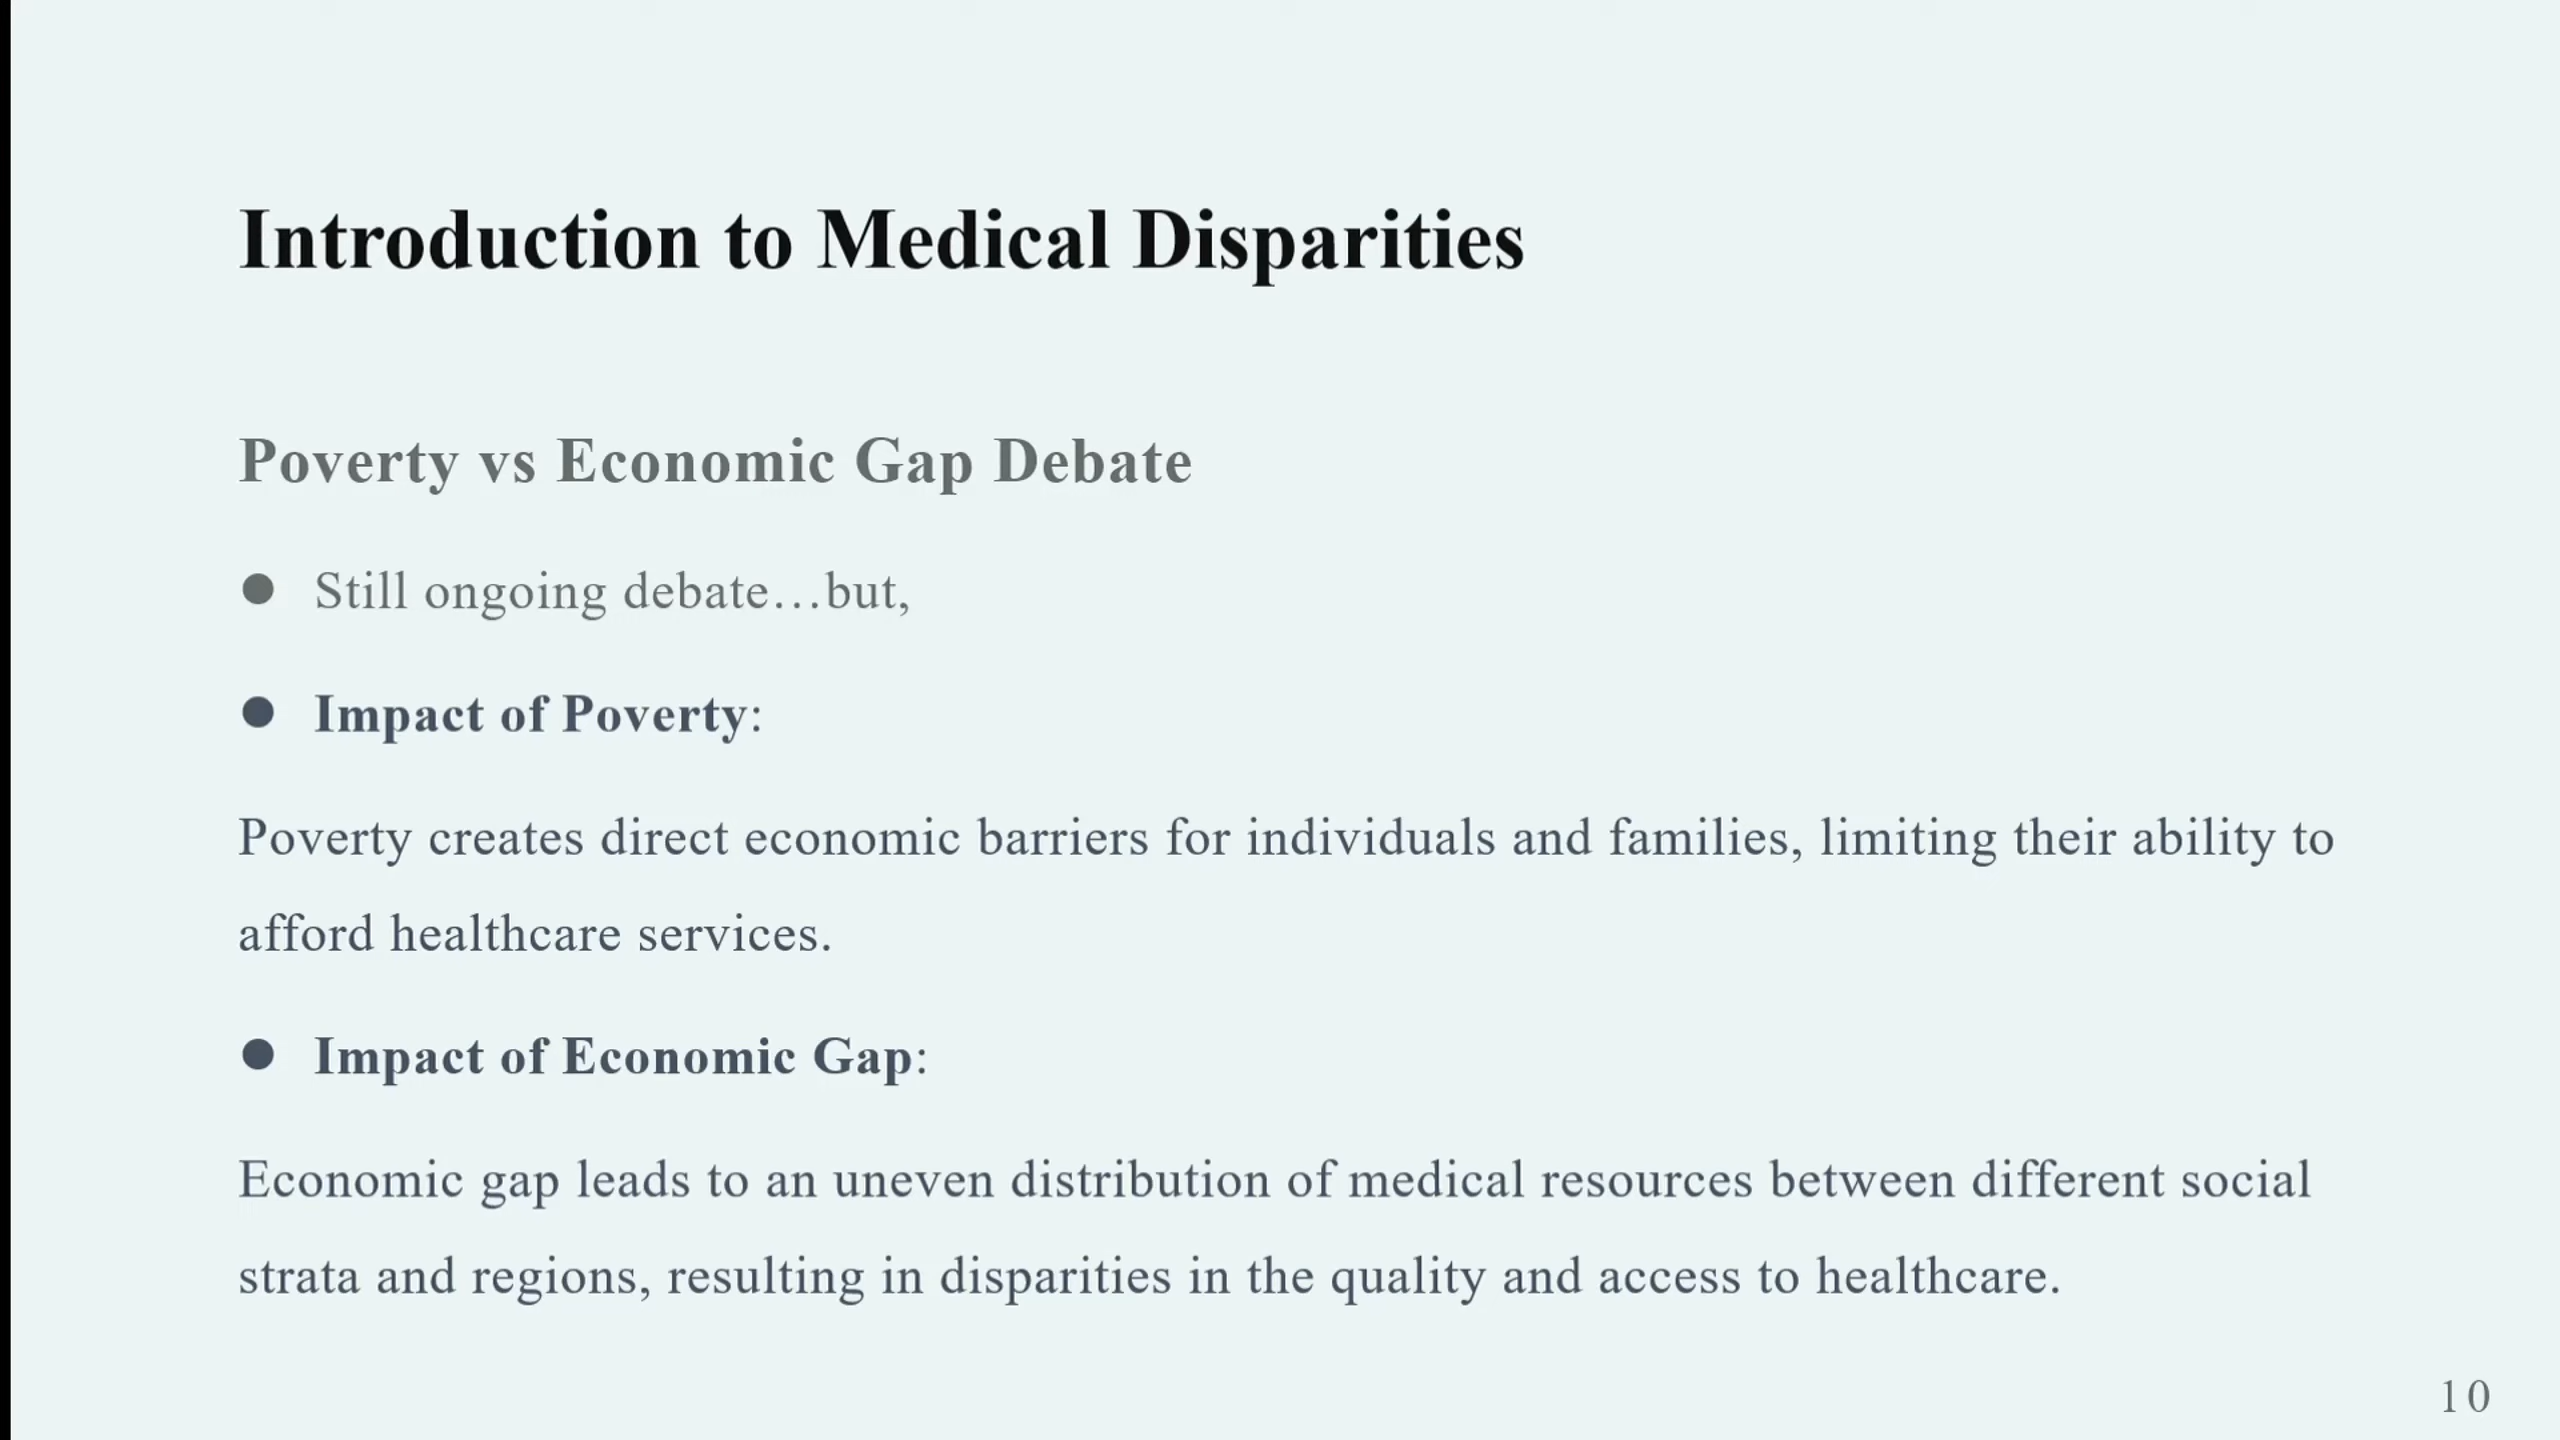 Introduction to Medical Disparities
Poverty vs Economic Gap Debate
● Still ongoing debate…but,
● Impact of Poverty:
Poverty creates direct economic barriers for individuals and families, limiting their ability to
afford healthcare services.
● Impact of Economic Gap:
Economic gap leads to an uneven distribution of medical resources between different social
strata and regions, resulting in disparities in the quality and access to healthcare.
10